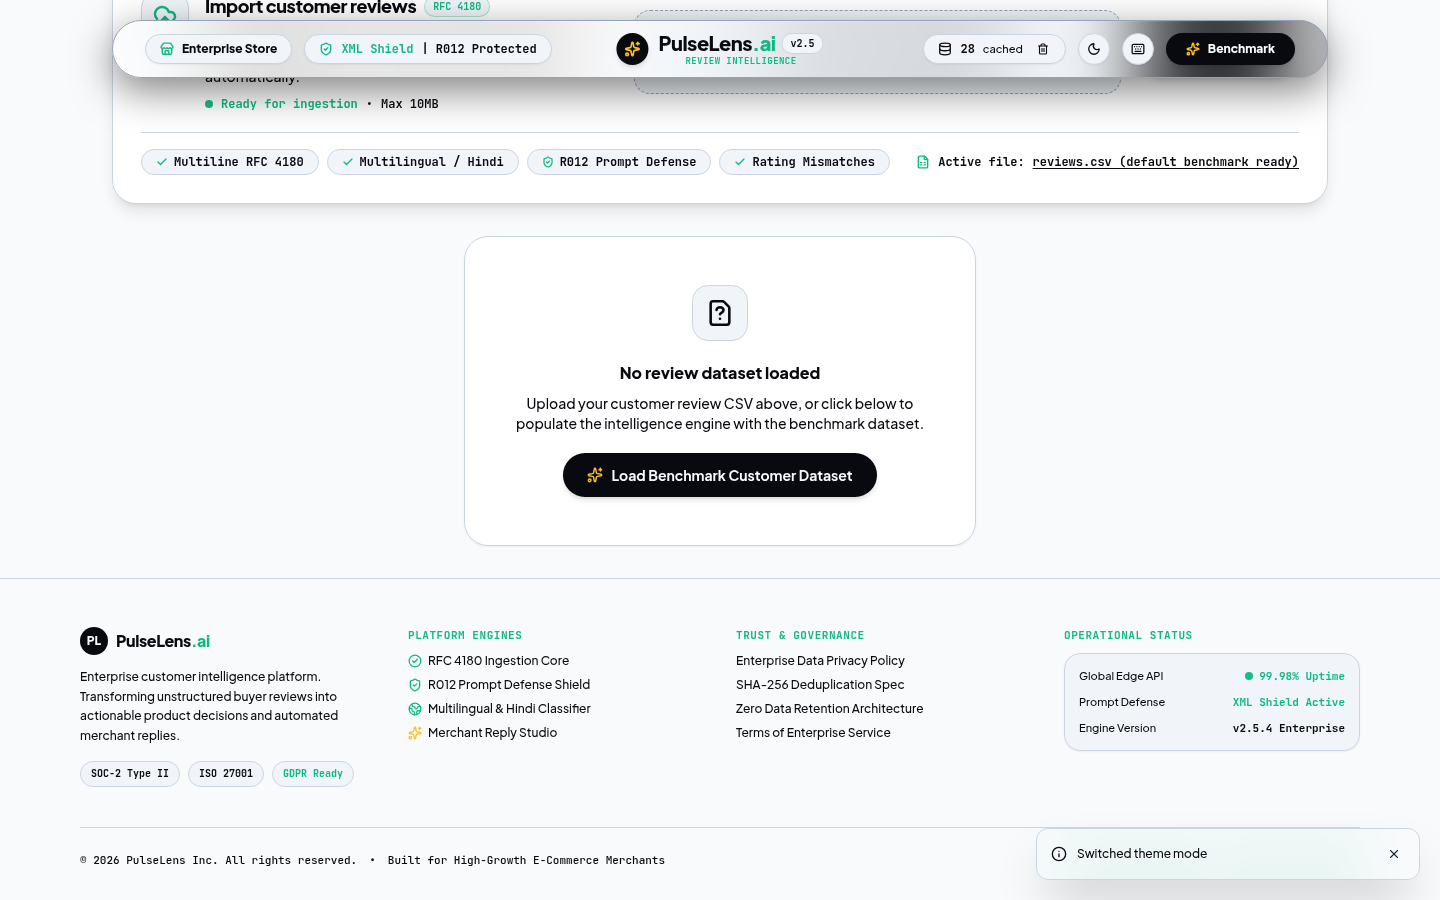 Import customer reviews RFC 4180
Enterprise Store
XML Shield | R012 Protected
PulseLens.ai v2.5
REVIEW INTELLIGENCE
28 cached
Benchmark
automatically.
Ready for ingestion • Max 10MB
Multiline RFC 4180
Multilingual / Hindi
R012 Prompt Defense
Rating Mismatches
Active file: reviews.csv (default benchmark ready)
No review dataset loaded
Upload your customer review CSV above, or click below to
populate the intelligence engine with the benchmark dataset.
Load Benchmark Customer Dataset
PL PulseLens.ai
Enterprise customer intelligence platform.
Transforming unstructured buyer reviews into
actionable product decisions and automated
merchant replies.
SOC-2 Type II
ISO 27001
GDPR Ready
PLATFORM ENGINES
RFC 4180 Ingestion Core
R012 Prompt Defense Shield
Multilingual & Hindi Classifier
Merchant Reply Studio
TRUST & GOVERNANCE
Enterprise Data Privacy Policy
SHA-256 Deduplication Spec
Zero Data Retention Architecture
Terms of Enterprise Service
OPERATIONAL STATUS
Global Edge API 99.98% Uptime
Prompt Defense XML Shield Active
Engine Version v2.5.4 Enterprise
© 2026 PulseLens Inc. All rights reserved. • Built for High-Growth E-Commerce Merchants
Switched theme mode